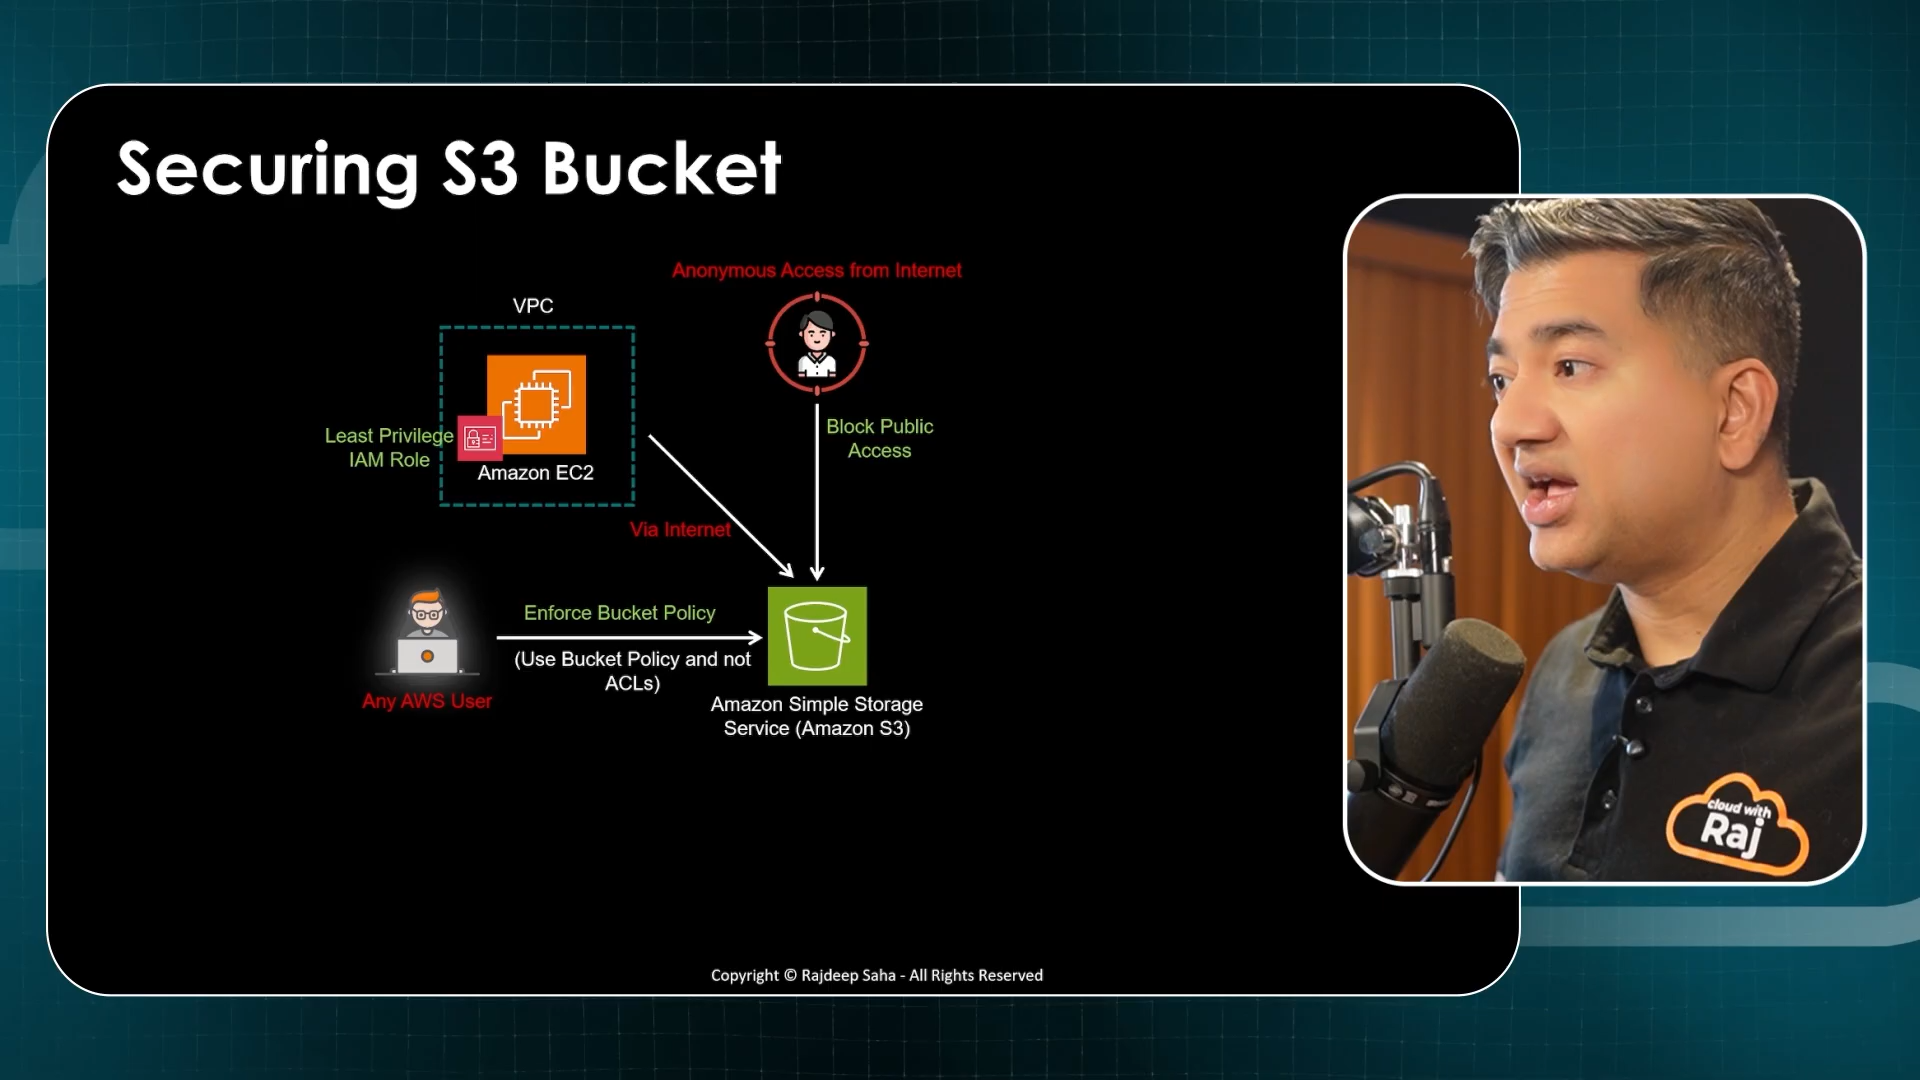 Securing S3 Bucket
Anonymous Access from Internet
VPC
Block Public
Access
Least Privilege
IAM Role
Amazon EC2
Via Internet
Enforce Bucket Policy
(Use Bucket Policy and not
ACLs)
Any AWS User
Amazon Simple Storage
Service (Amazon S3)
cloud with
Raj
Copyright © Rajdeep Saha - All Rights Reserved